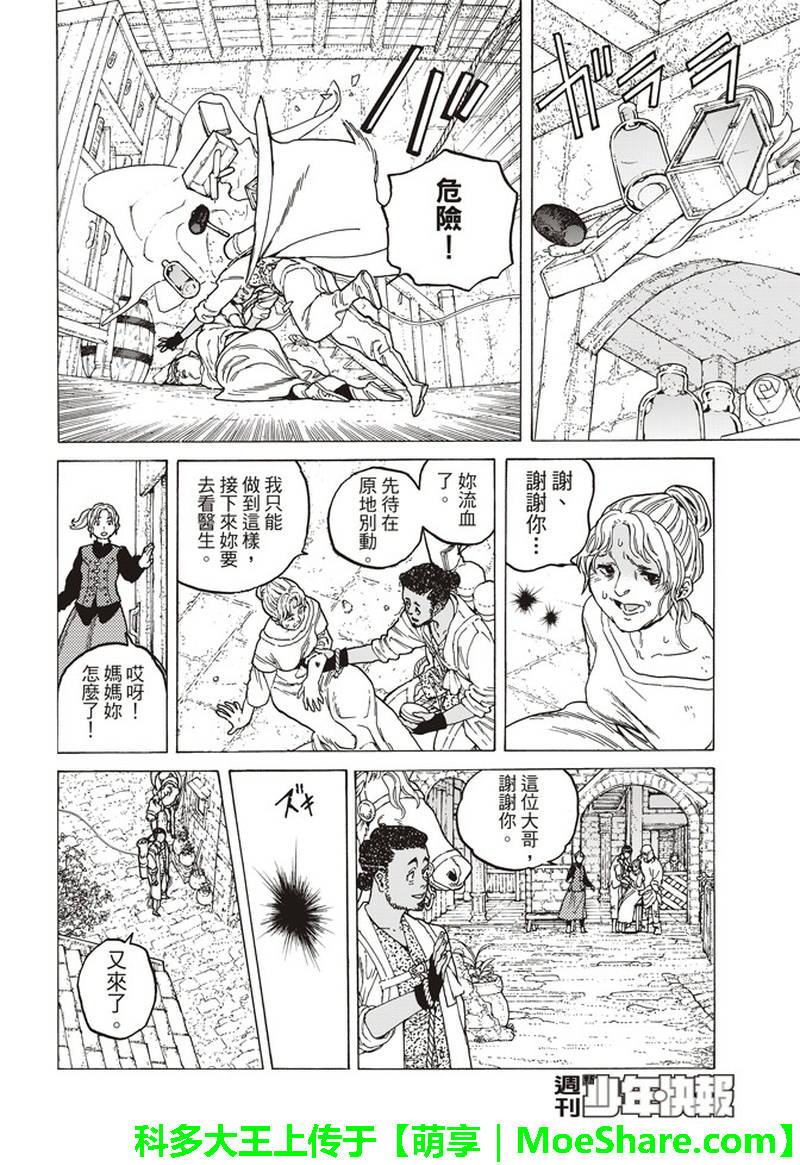 ガラガラ
危險！
謝、
謝謝你…
妳流血
了。
先待在
原地別動。
我只能
做到這樣，
接下來妳要
去看醫生。
哎呀！
媽媽妳
怎麼了！
這位大哥，
謝謝你。
ズキ
又來了。
週刊
少年快報
科多大王上传于【萌享 | MoeShare.com】